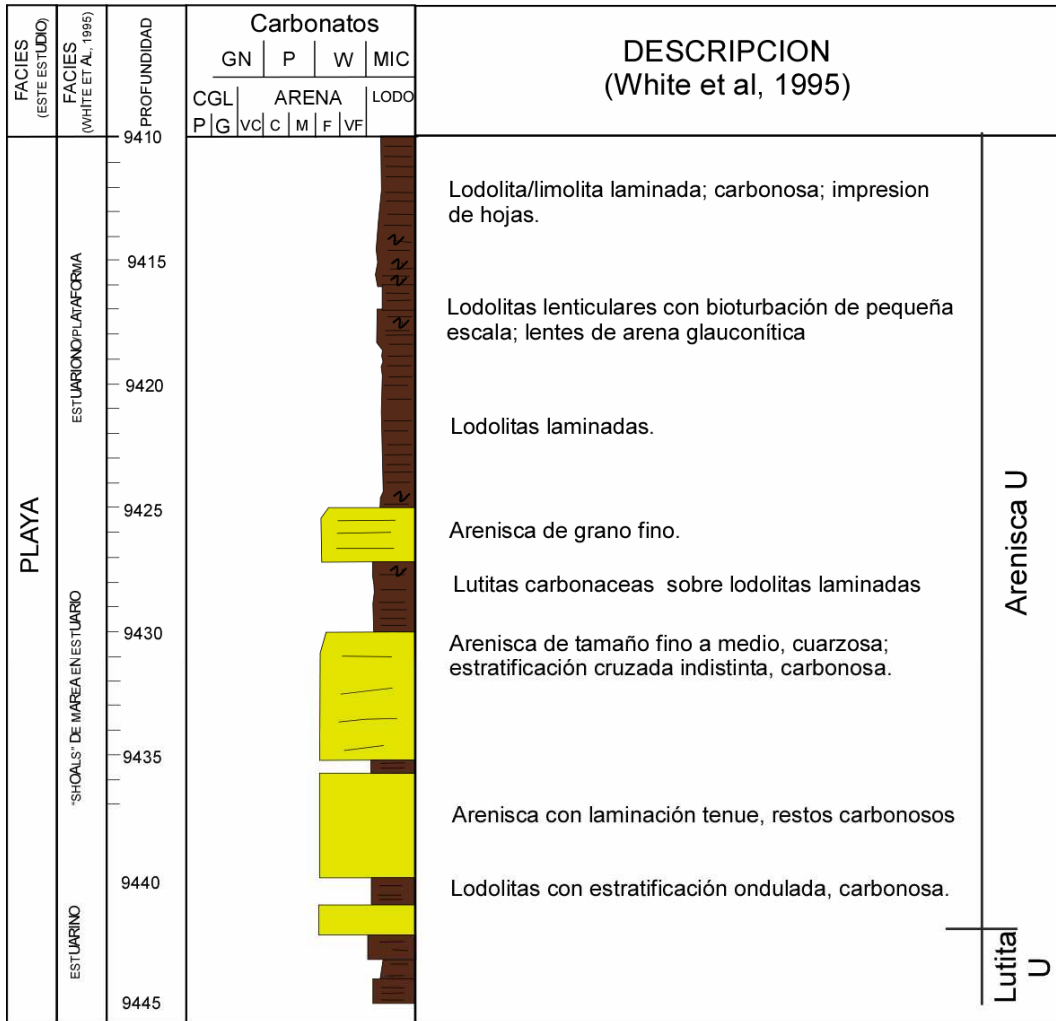 FACIES
(ESTE ESTUDIO)
FACIES
(WHITE ET AL, 1995)
PROFUNDIDAD
Carbonatos
GN P W MIC
CGL ARENA LODO
P G VC C M F VF
DESCRIPCION
(White et al, 1995)
9410
Lodolita/limolita laminada; carbonosa; impresion
de hojas.
9415
ESTUARIONO/PLATAFORMA
Lodolitas lenticulares con bioturbación de pequeña
escala; lentes de arena glauconítica
9420
Lodolitas laminadas.
9425
PLAYA
Arenisca de grano fino.
Arenisca U
Lutitas carbonaceas sobre lodolitas laminadas
9430
Arenisca de tamaño fino a medio, cuarzosa;
estratificación cruzada indistinta, carbonosa.
"SHOALS" DE MAREA EN ESTUARIO
9435
Arenisca con laminación tenue, restos carbonosos
9440
Lodolitas con estratificación ondulada, carbonosa.
ESTUARINO
Lutita
U
9445